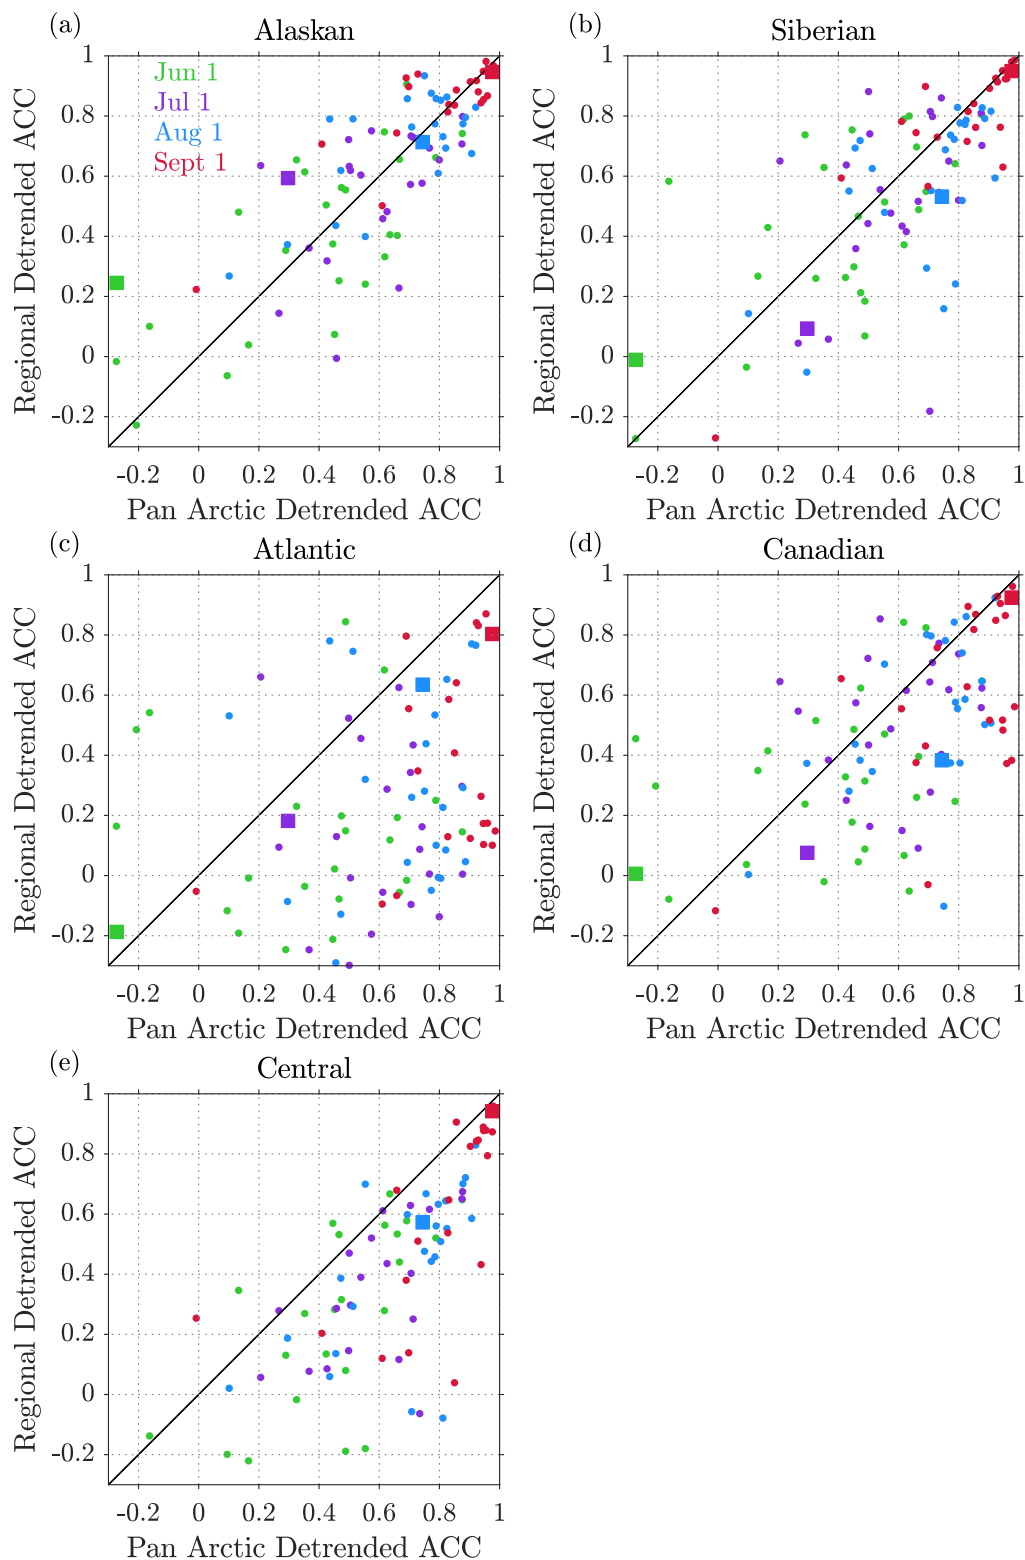 (a)
Alaskan
Jun 1
Jul 1
Aug 1
Sept 1
1
0.8
0.6
0.4
0.2
0
-0.2
Regional Detrended ACC
-0.2 0 0.2 0.4 0.6 0.8 1
Pan Arctic Detrended ACC
(b)
Siberian
1
0.8
0.6
0.4
0.2
0
-0.2
Regional Detrended ACC
-0.2 0 0.2 0.4 0.6 0.8 1
Pan Arctic Detrended ACC
(c)
Atlantic
1
0.8
0.6
0.4
0.2
0
-0.2
Regional Detrended ACC
-0.2 0 0.2 0.4 0.6 0.8 1
Pan Arctic Detrended ACC
(d)
Canadian
1
0.8
0.6
0.4
0.2
0
-0.2
Regional Detrended ACC
-0.2 0 0.2 0.4 0.6 0.8 1
Pan Arctic Detrended ACC
(e)
Central
1
0.8
0.6
0.4
0.2
0
-0.2
Regional Detrended ACC
-0.2 0 0.2 0.4 0.6 0.8 1
Pan Arctic Detrended ACC